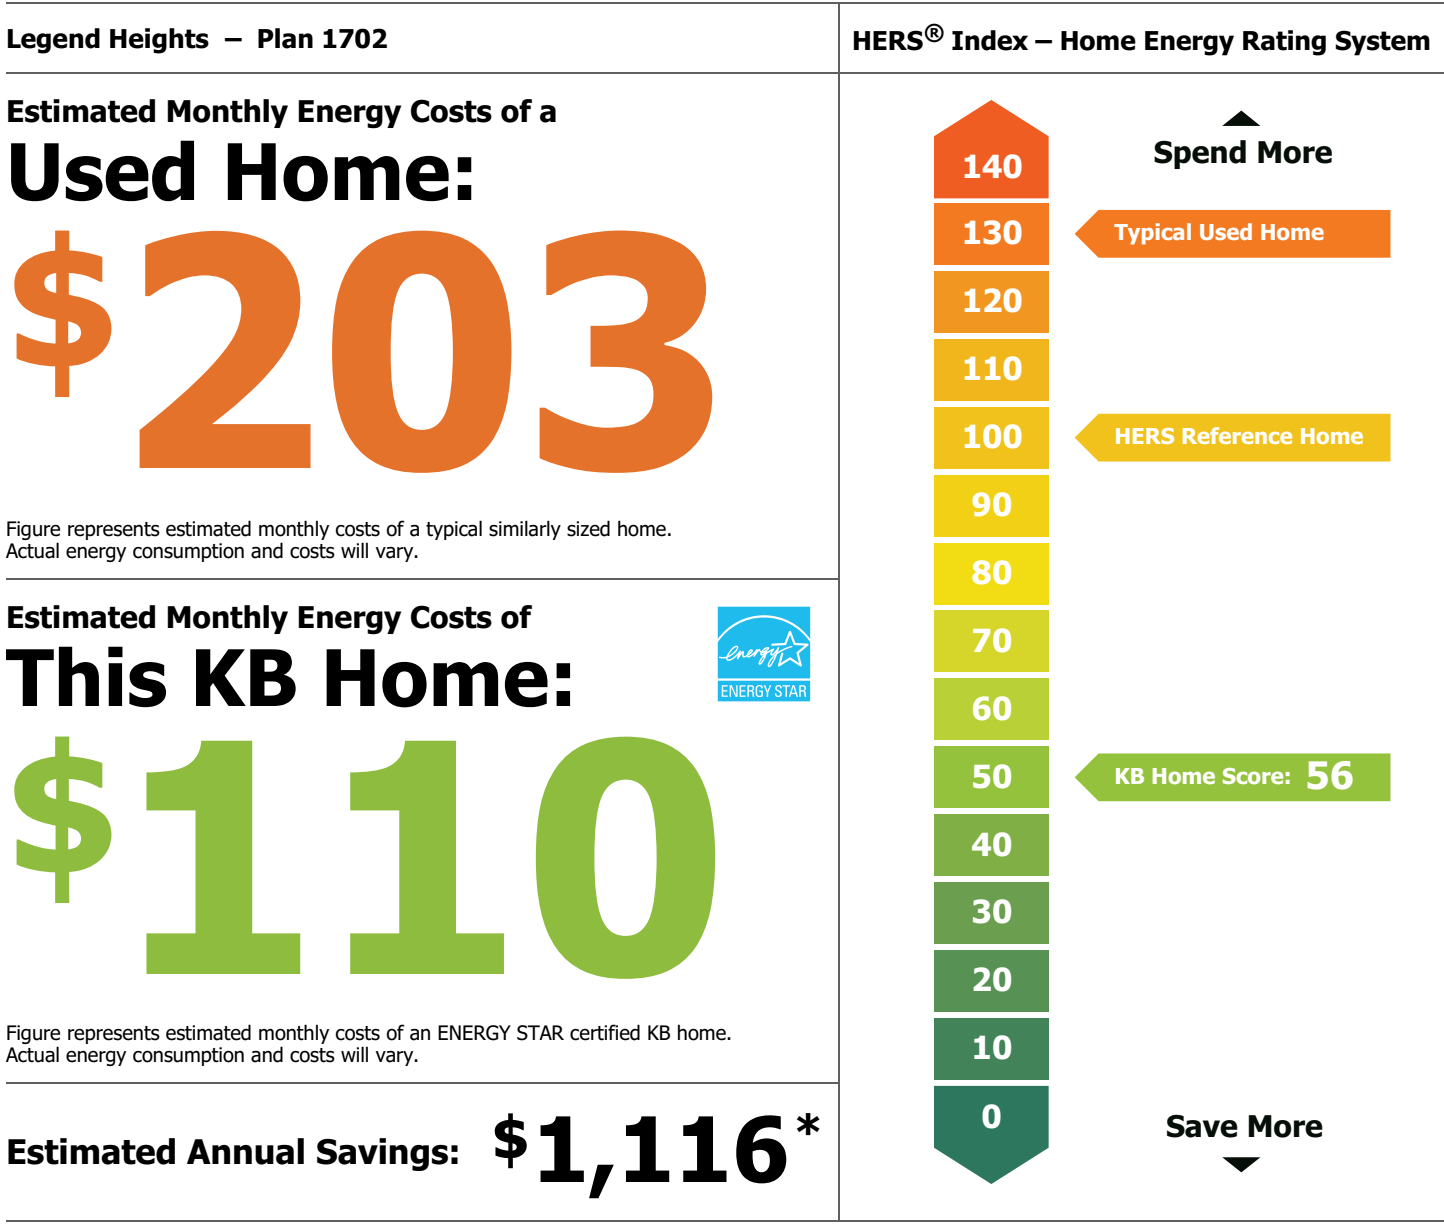 Legend Heights – Plan 1702
Estimated Monthly Energy Costs of a
Used Home:
$203
Figure represents estimated monthly costs of a typical similarly sized home.
Actual energy consumption and costs will vary.
Estimated Monthly Energy Costs of
This KB Home:
energy
ENERGY STAR
$110
Figure represents estimated monthly costs of an ENERGY STAR certified KB home.
Actual energy consumption and costs will vary.
Estimated Annual Savings: $1,116*
HERS® Index – Home Energy Rating System
Spend More
140
130
Typical Used Home
120
110
100
HERS Reference Home
90
80
70
60
50
KB Home Score: 56
40
30
20
10
0
Save More